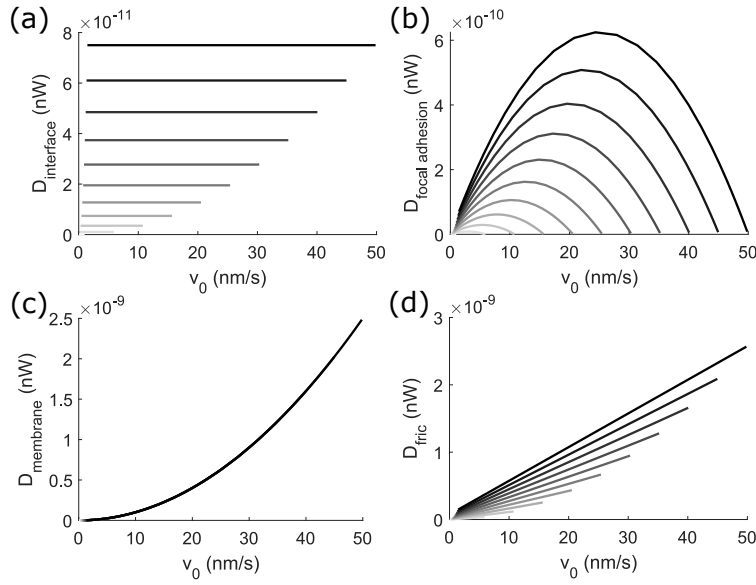 (a)
×10⁻¹¹
8
6
4
2
0
D_interface (nW)
0 10 20 30 40 50
v₀ (nm/s)
(b)
×10⁻¹⁰
6
4
2
0
D_focal adhesion (nW)
0 10 20 30 40 50
v₀ (nm/s)
(c)
×10⁻⁹
2.5
2
1.5
1
0.5
0
D_membrane (nW)
0 10 20 30 40 50
v₀ (nm/s)
(d)
×10⁻⁹
3
2
1
0
D_fric (nW)
0 10 20 30 40 50
v₀ (nm/s)